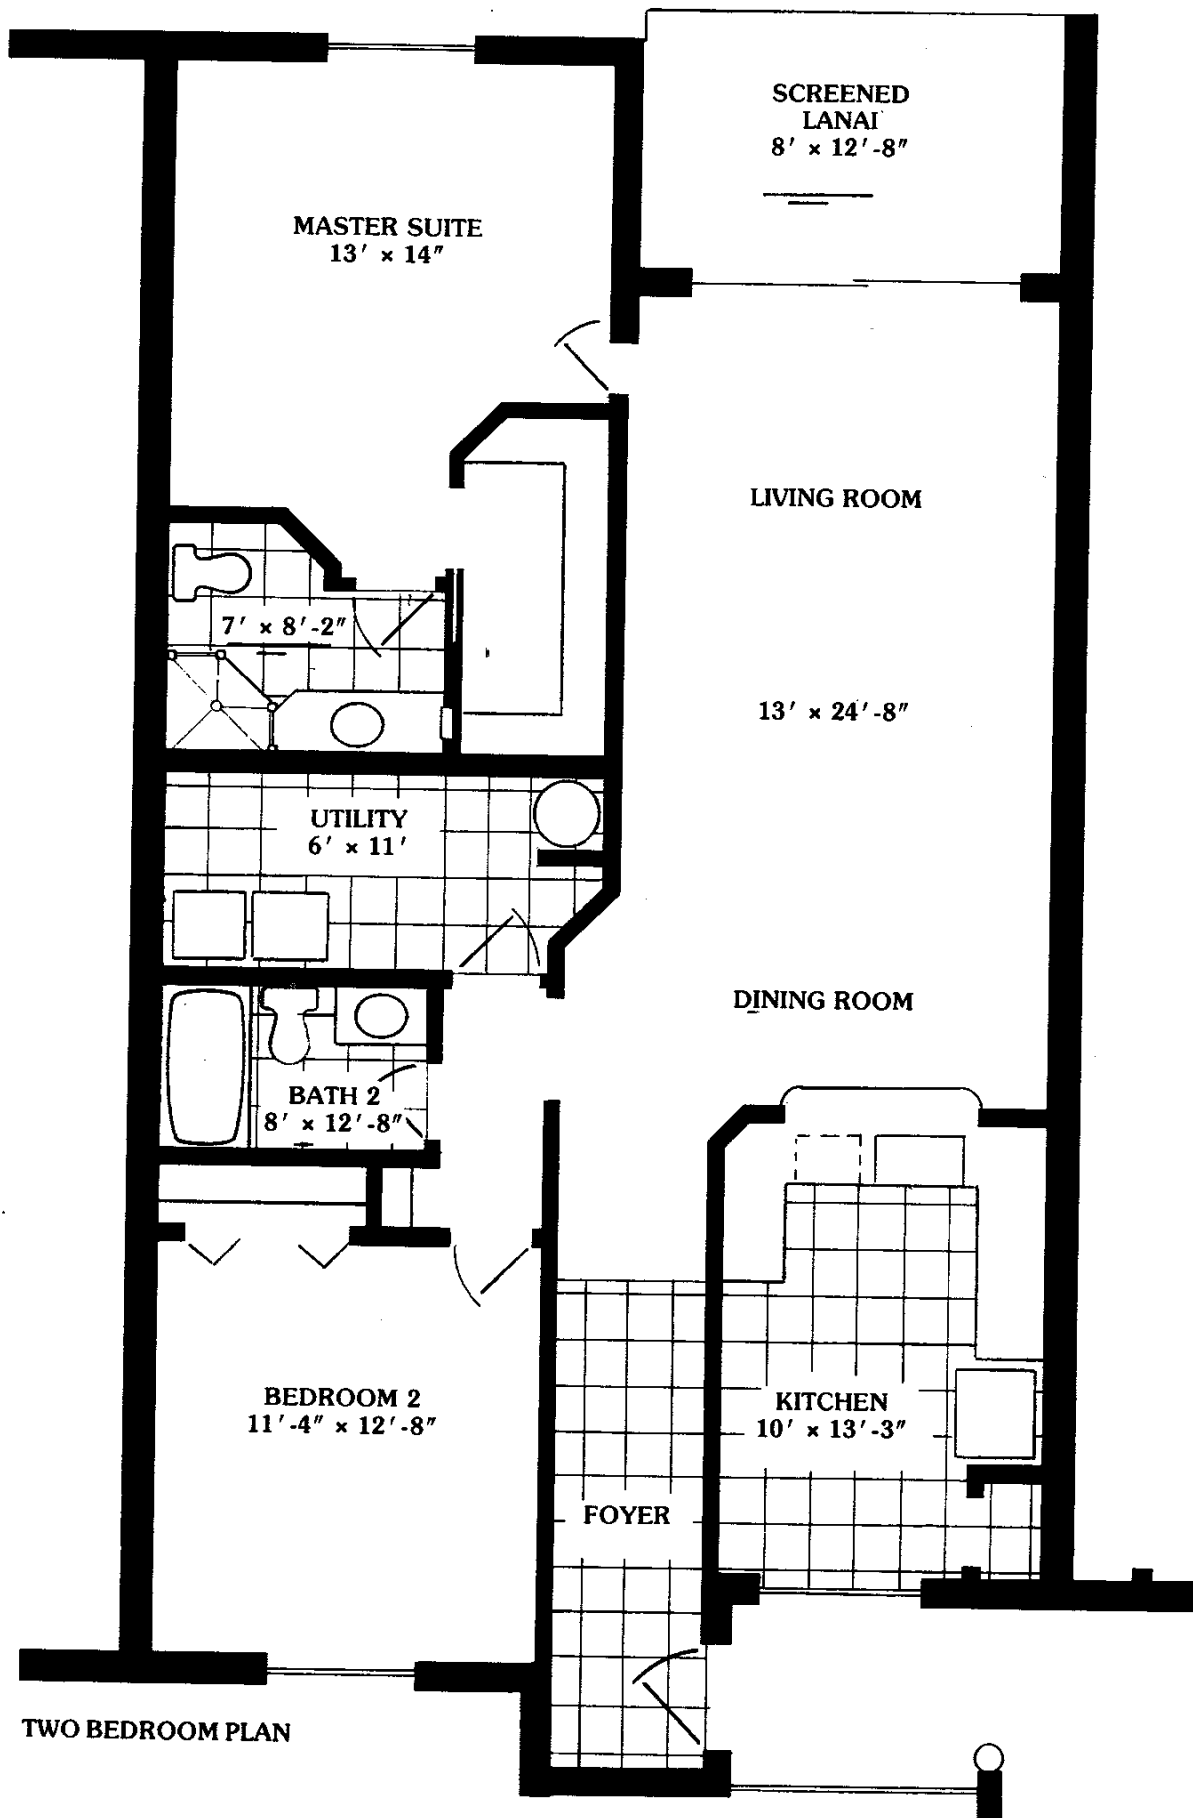 SCREENED
LANAI
8' × 12'-8"
MASTER SUITE
13' × 14"
LIVING ROOM
7' × 8'-2"
13' × 24'-8"
UTILITY
6' × 11'
DINING ROOM
BATH 2
8' × 12'-8"
BEDROOM 2
11'-4" × 12'-8"
KITCHEN
10' × 13'-3"
FOYER
TWO BEDROOM PLAN